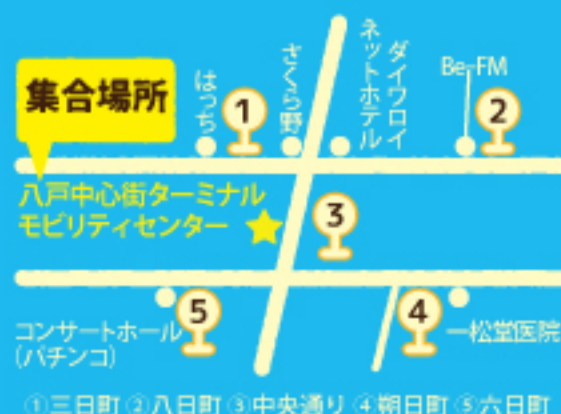 集合場所
はっち
①
さくら野
ダイワロイ
ネットホテル
Be-FM
②
八戸中心街ターミナル
モビリティセンター
③
コンサートホール
(パチンコ)
⑤
④
一松堂医院
①三日町 ②八日町 ③中央通り ④朔日町 ⑤六日町